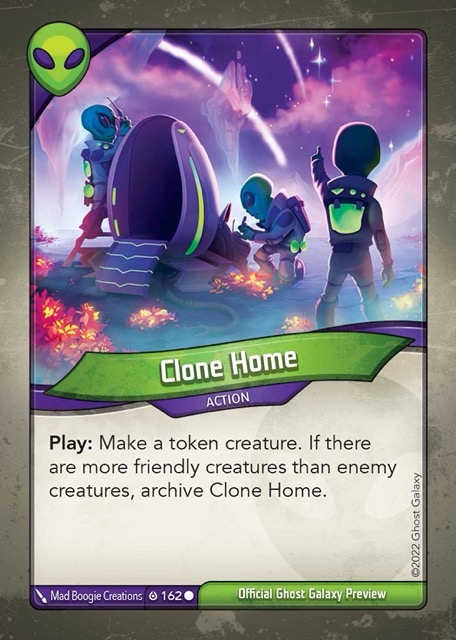 Clone Home
ACTION
Play: Make a token creature. If there
are more friendly creatures than enemy
creatures, archive Clone Home.
©2022 Ghost Galaxy
Mad Boogie Creations 162 Official Ghost Galaxy Preview